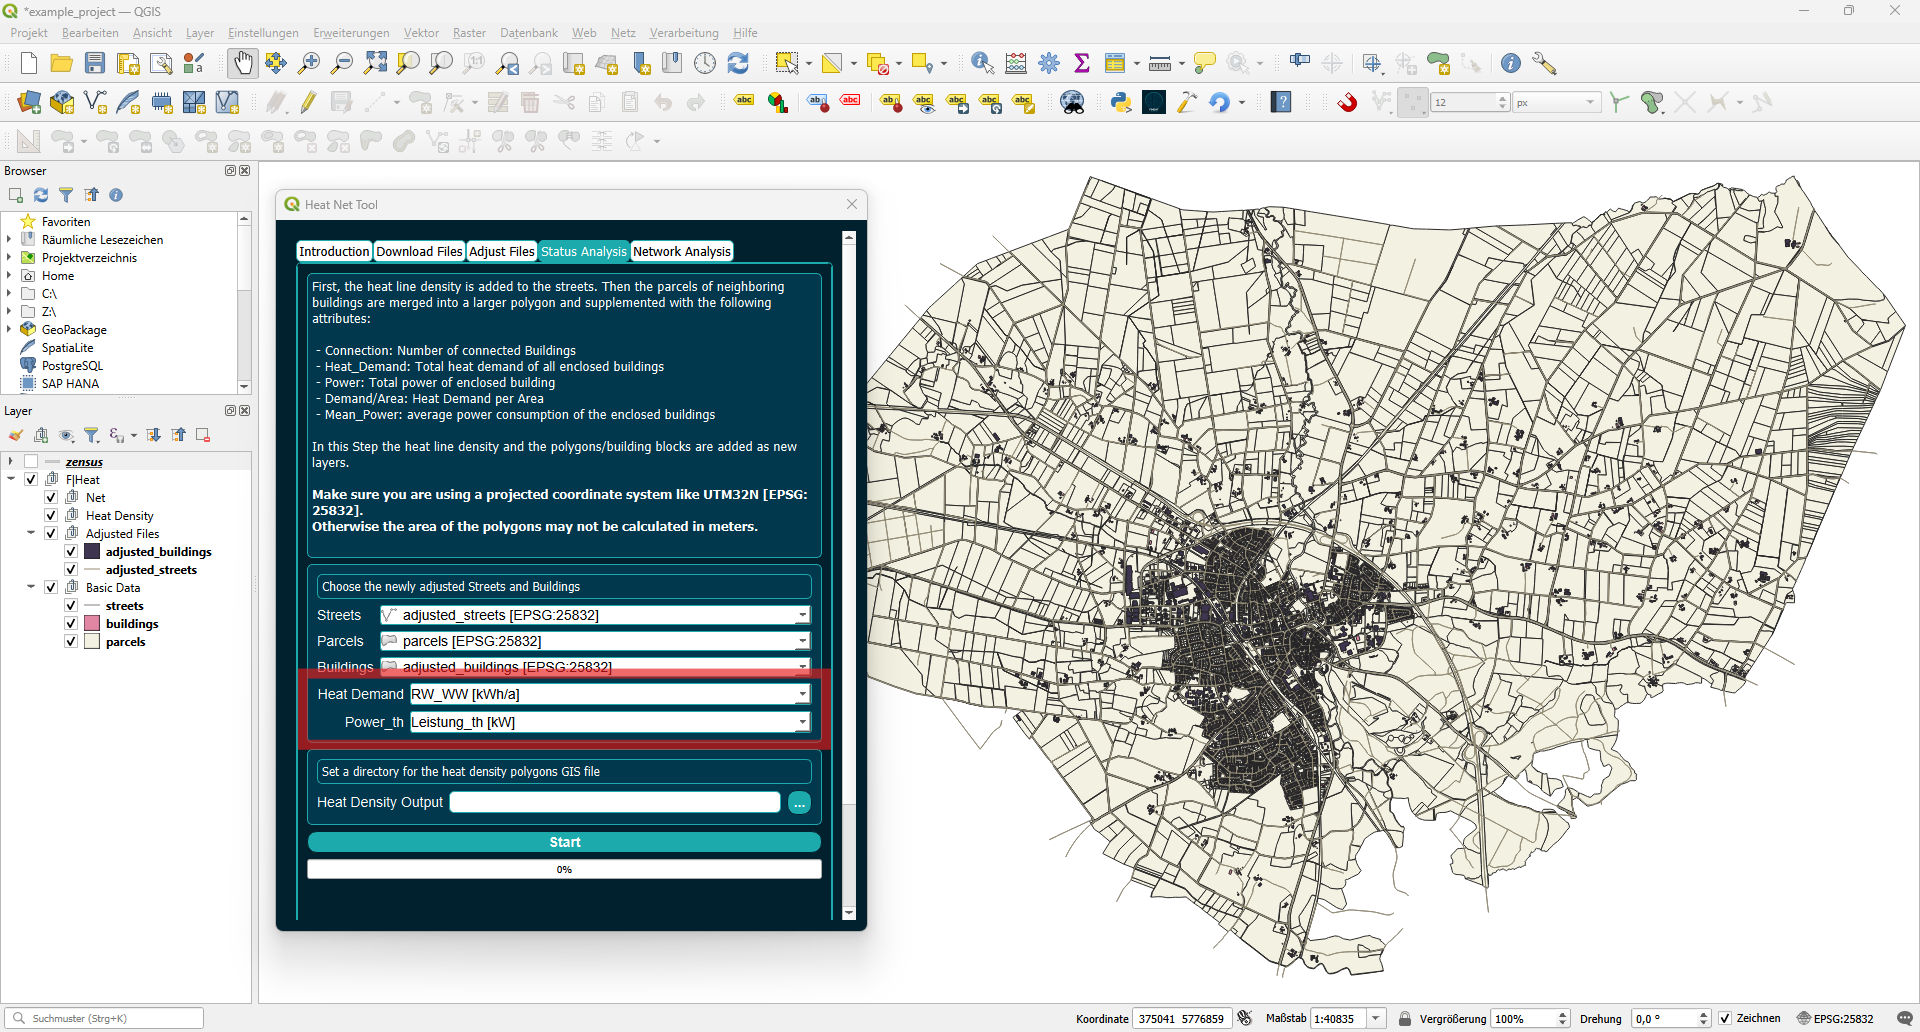 *example_project — QGIS
Projekt Bearbeiten Ansicht Layer Einstellungen Erweiterungen Vektor Raster Datenbank Web Netz Verarbeitung Hilfe
1:1
abc abc abc abc abc abc abc abc 12 px
Browser
Favoriten
Räumliche Lesezeichen
Projektverzeichnis
Home
C:\
Z:\
GeoPackage
SpatiaLite
PostgreSQL
SAP HANA
Layer
zensus
F|Heat
Net
Heat Density
Adjusted Files
adjusted_buildings
adjusted_streets
Basic Data
streets
buildings
parcels
Heat Net Tool
Introduction Download Files Adjust Files Status Analysis Network Analysis
First, the heat line density is added to the streets. Then the parcels of neighboring
buildings are merged into a larger polygon and supplemented with the following
attributes:
- Connection: Number of connected Buildings
- Heat_Demand: Total heat demand of all enclosed buildings
- Power: Total power of enclosed building
- Demand/Area: Heat Demand per Area
- Mean_Power: average power consumption of the enclosed buildings
In this Step the heat line density and the polygons/building blocks are added as new
layers.
Make sure you are using a projected coordinate system like UTM32N [EPSG:
25832].
Otherwise the area of the polygons may not be calculated in meters.
Choose the newly adjusted Streets and Buildings
Streets adjusted_streets [EPSG:25832]
Parcels parcels [EPSG:25832]
Buildings adjusted_buildings [EPSG:25832]
Heat Demand RW_WW [kWh/a]
Power_th Leistung_th [kW]
Set a directory for the heat density polygons GIS file
Heat Density Output ...
Start
0%
Suchmuster (Strg+K) Koordinate 375041 5776859 Maßstab 1:40835 Vergrößerung 100% Drehung 0,0 ° Zeichnen EPSG:25832